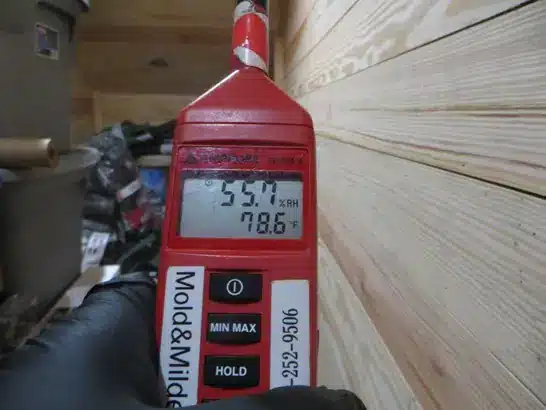 55.7 %RH
78.6 °F
MIN MAX
HOLD
Mold&Milde
-252-9506